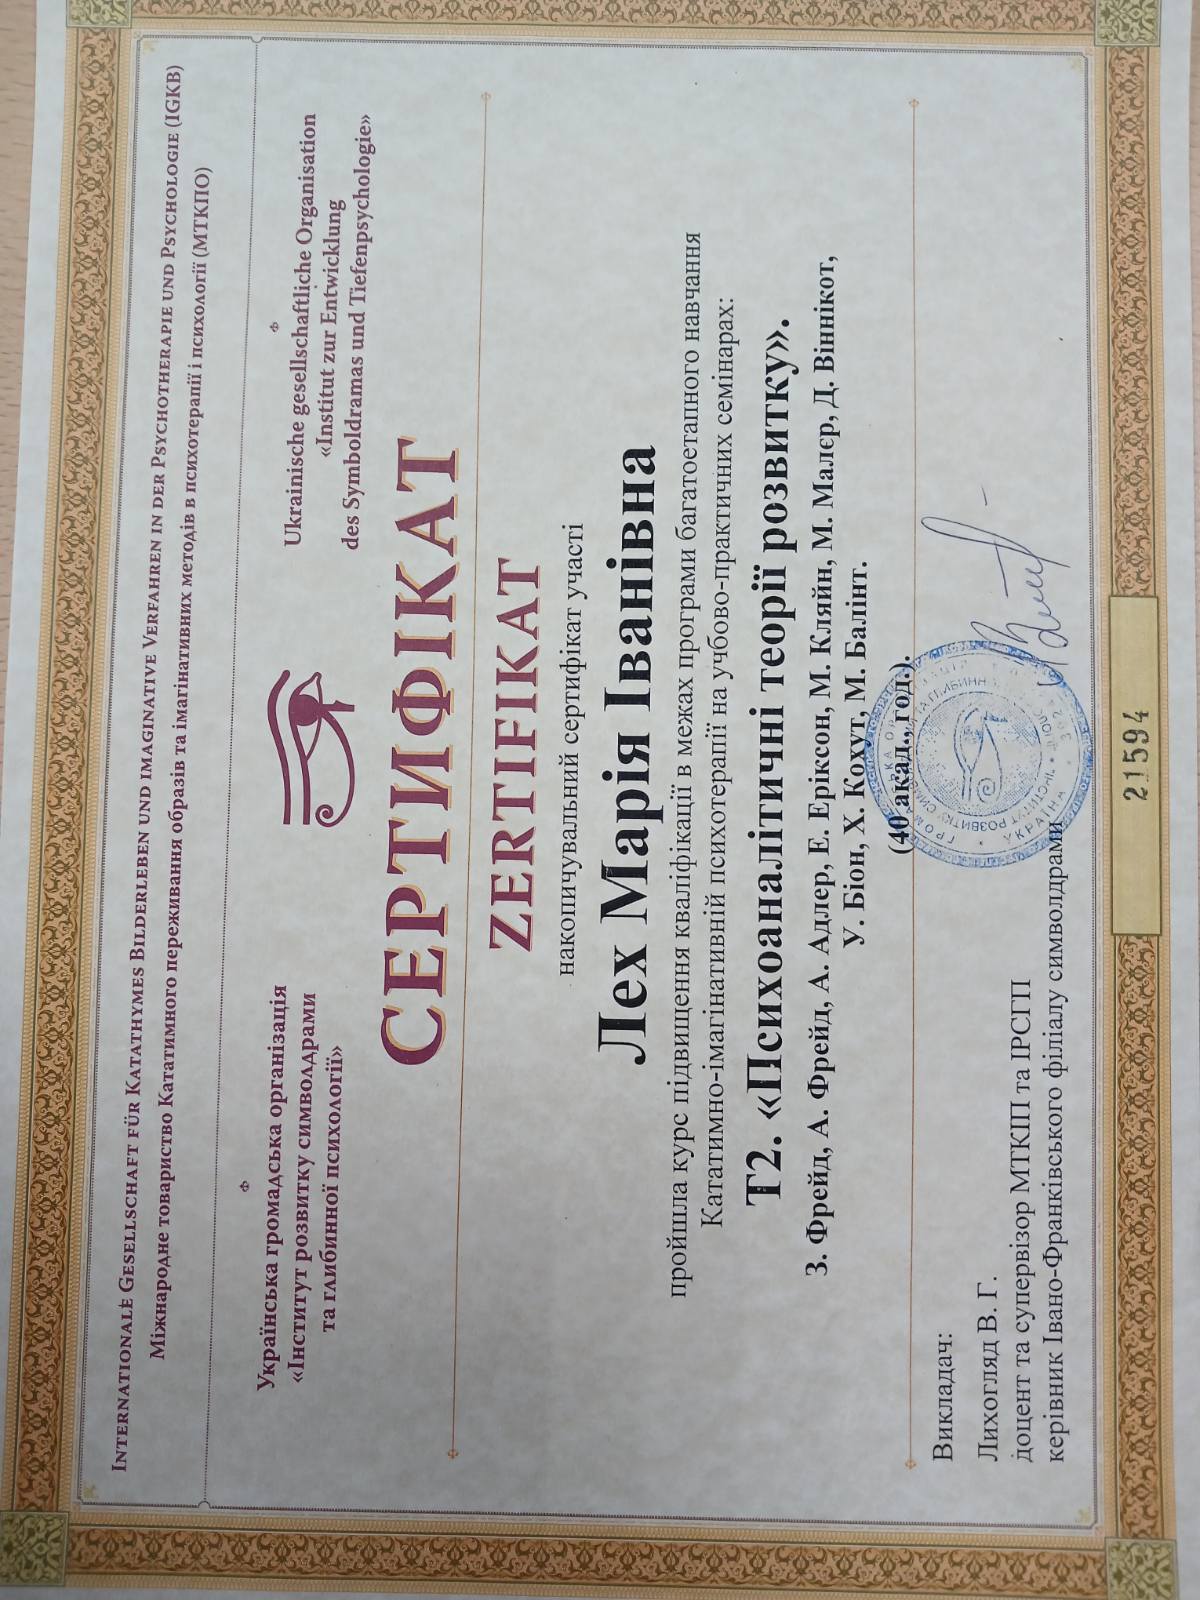 INTERNATIONALE GESELLSCHAFT FÜR KATATHYMES BILDERLEBEN UND IMAGINATIVE VERFAHREN IN DER PSYCHOTHERAPIE UND PSYCHOLOGIE (IGKB)
Міжнародне товариство Кататимного переживання образів та імагінативних методів в психотерапії і психології (МТКПО)
Українська громадська організація
«Інститут розвитку символдрами
та глибинної психології»
Ukrainische gesellschaftliche Organisation
«Institut zur Entwicklung
des Symboldramas und Tiefenpsychologie»
СЕРТИФІКАТ
ZERTIFIKAT
накопичувальний сертифікат участі
Лех Марія Іванівна
пройшла курс підвищення кваліфікації в межах програми багатоетапного навчання
Кататимно-імагінативній психотерапії на учбово-практичних семінарах:
Т2. «Психоаналітичні теорії розвитку».
З. Фрейд, А. Фрейд, А. Адлер, Е. Еріксон, М. Кляйн, М. Малєр, Д. Віннікот,
У. Біон, Х. Кохут, М. Балінт.
(40 акад., год.).
Викладач:
Лихогляд В. Г.
доцент та супервізор МТКІП та ІРСГП
керівник Івано-Франківського філіалу символдрами
УКРАЇНА
21594